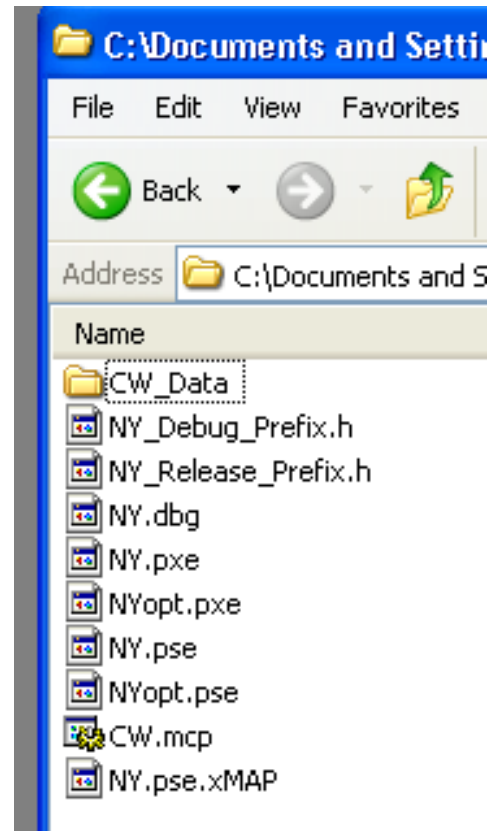 C:\Documents and Setti
File Edit View Favorites
Back
Address C:\Documents and S
Name
CW_Data
NY_Debug_Prefix.h
NY_Release_Prefix.h
NY.dbg
NY.pxe
NYopt.pxe
NY.pse
NYopt.pse
CW.mcp
NY.pse.xMAP